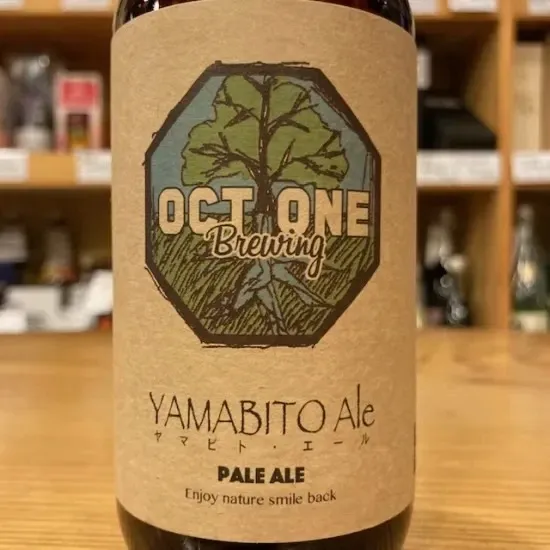 OCT ONE
Brewing
YAMABITO Ale
ヤマビト・エール
PALE ALE
Enjoy nature smile back